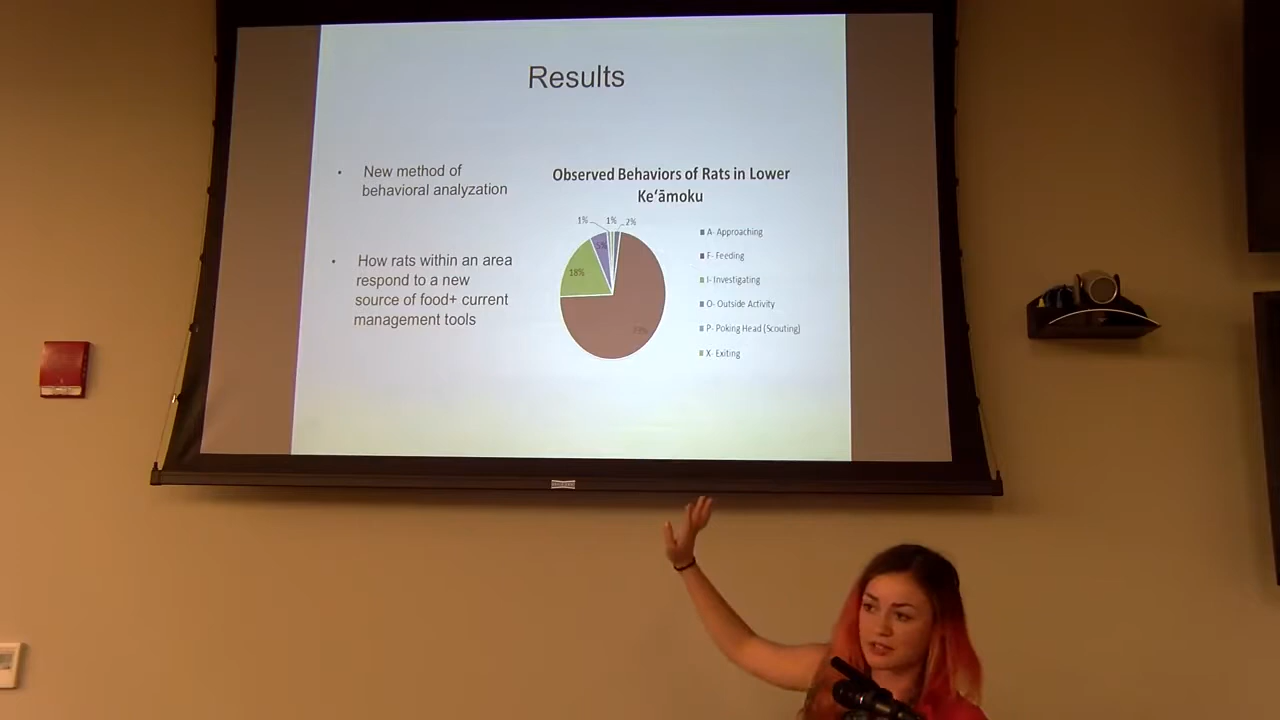 Results
• New method of
behavioral analyzation
• How rats within an area
respond to a new
source of food+ current
management tools
Observed Behaviors of Rats in Lower
Keʻāmoku
1% 1% 2%
5%
18%
73%
A- Approaching
F- Feeding
I- Investigating
O- Outside Activity
P- Poking Head (Scouting)
X- Exiting